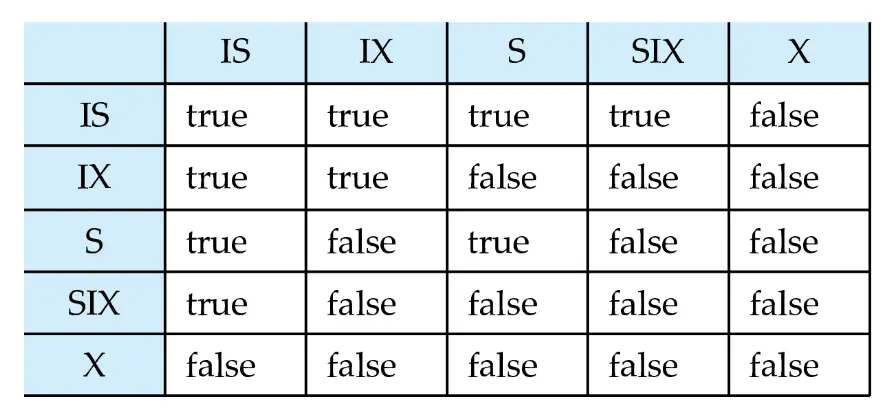 IS IX S SIX X
IS true true true true false
IX true true false false false
S true false true false false
SIX true false false false false
X false false false false false